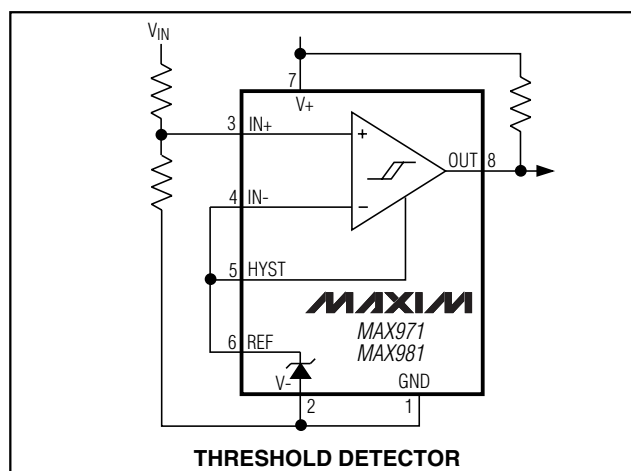 VIN
7
V+
3 IN+
+
OUT 8
4 IN-
−
5 HYST
MAXIM
MAX971
MAX981
6 REF
V-
GND
2
1
THRESHOLD DETECTOR